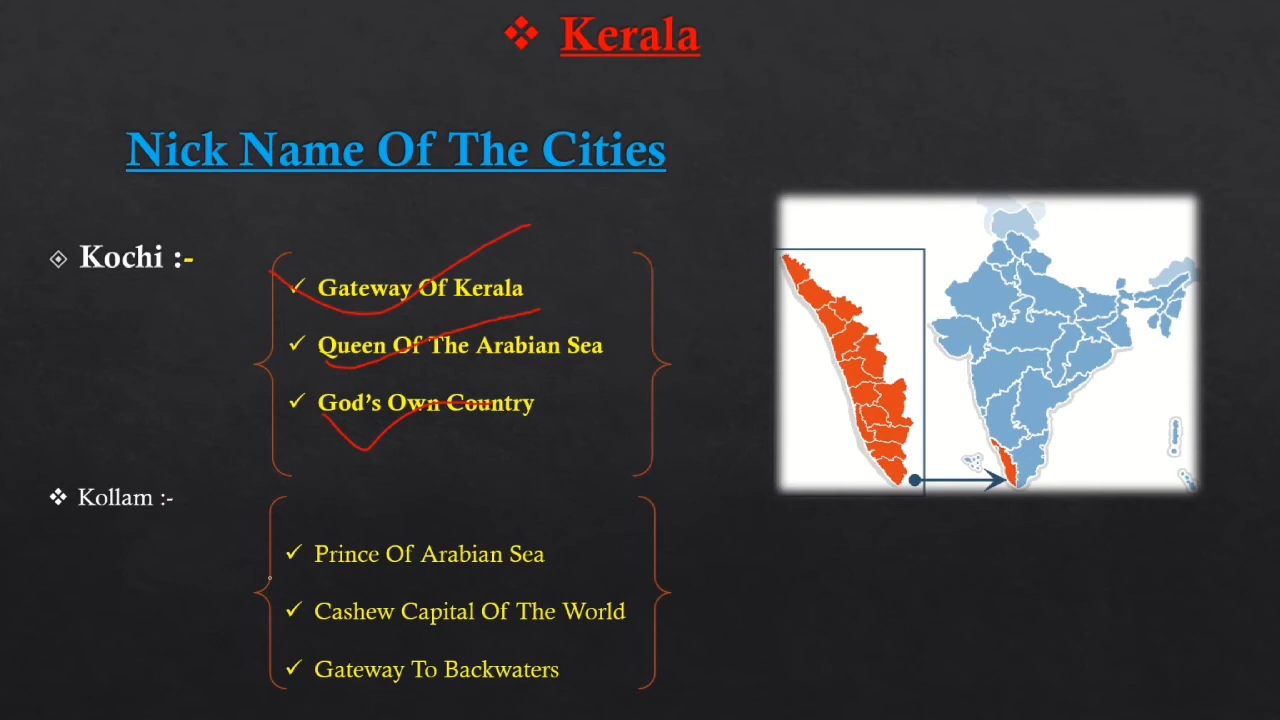 Kerala
Nick Name Of The Cities
Kochi :-
Gateway Of Kerala
Queen Of The Arabian Sea
God's Own Country
Kollam :-
Prince Of Arabian Sea
Cashew Capital Of The World
Gateway To Backwaters